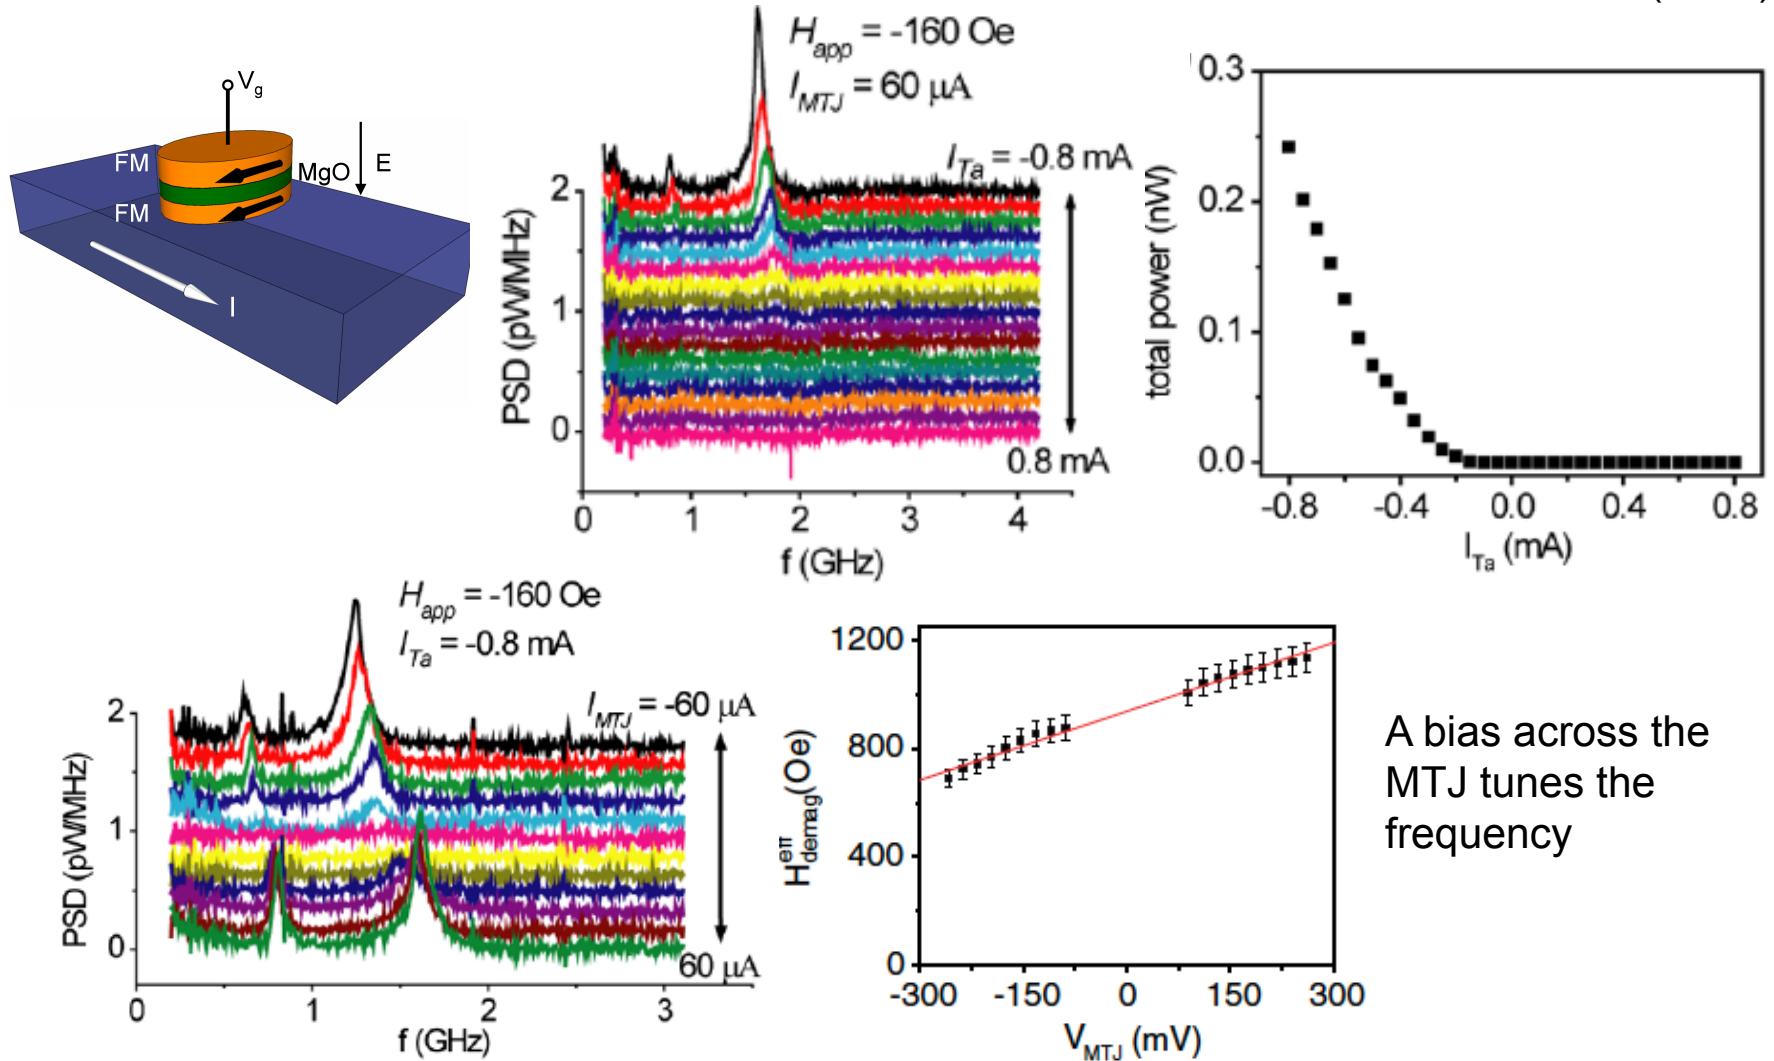 V_g
FM
MgO
E
FM
I
H_app = -160 Oe
I_MTJ = 60 μA
I_Ta = -0.8 mA
0.8 mA
PSD (pW/MHz)
2
1
0
0 1 2 3 4
f (GHz)
total power (nW)
0.3
0.2
0.1
0.0
-0.8 -0.4 0.0 0.4 0.8
I_Ta (mA)
H_app = -160 Oe
I_Ta = -0.8 mA
I_MTJ = -60 μA
60 μA
PSD (pW/MHz)
2
1
0
0 1 2 3
f (GHz)
H^eff_demag (Oe)
1200
800
400
0
-300 -150 0 150 300
V_MTJ (mV)
A bias across the
MTJ tunes the
frequency